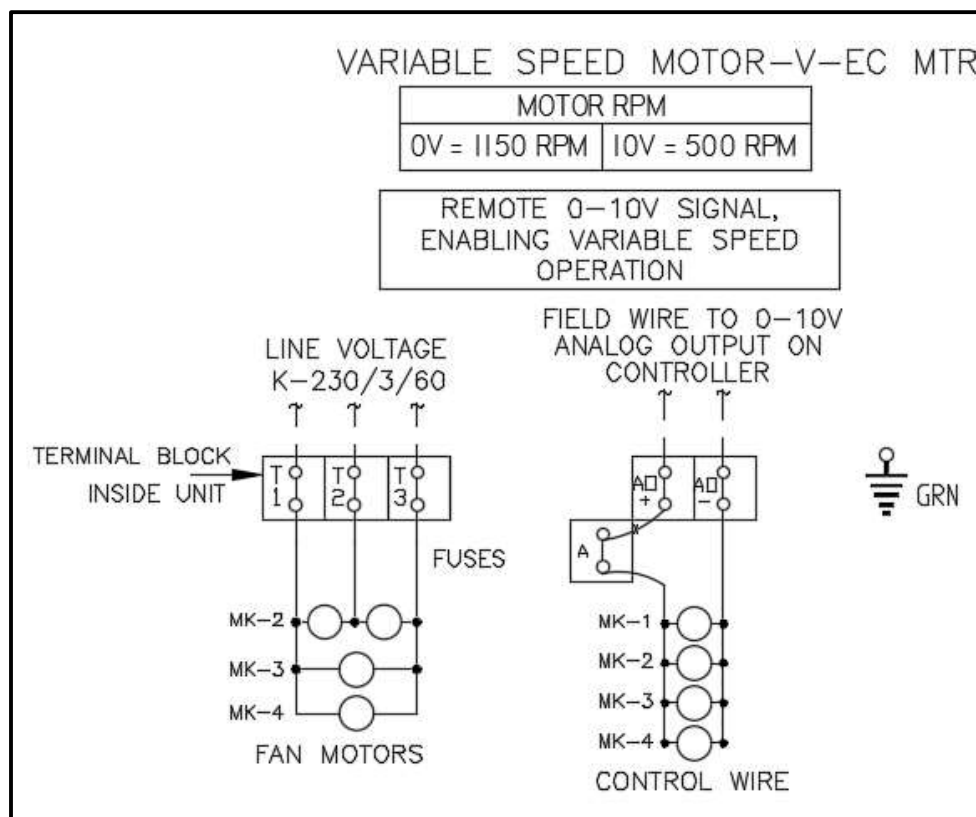 VARIABLE SPEED MOTOR-V-EC MTR
MOTOR RPM
0V = 1150 RPM
10V = 500 RPM
REMOTE 0-10V SIGNAL,
ENABLING VARIABLE SPEED
OPERATION
FIELD WIRE TO 0-10V
ANALOG OUTPUT ON
CONTROLLER
LINE VOLTAGE
K-230/3/60
TERMINAL BLOCK
INSIDE UNIT
T
1
T
2
T
3
AO
+
AO
-
GRN
A
FUSES
MK-2
MK-3
MK-4
FAN MOTORS
MK-1
MK-2
MK-3
MK-4
CONTROL WIRE